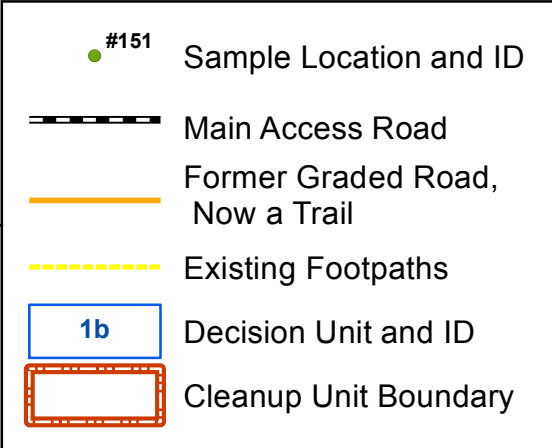 #151 Sample Location and ID
Main Access Road
Former Graded Road,
Now a Trail
Existing Footpaths
1b Decision Unit and ID
Cleanup Unit Boundary